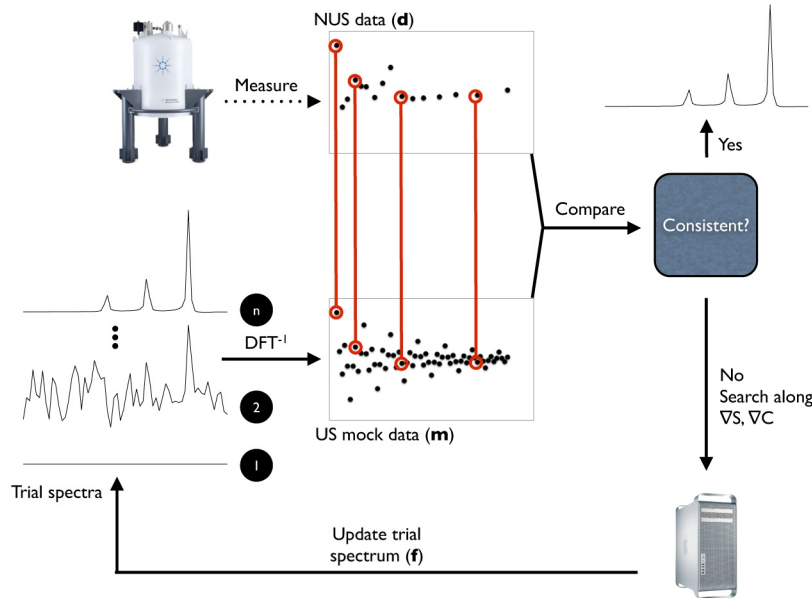 NUS data (d)
Measure
Yes
Compare
Consistent?
n
DFT-1
2
US mock data (m)
1
Trial spectra
No
Search along
∇S, ∇C
Update trial
spectrum (f)